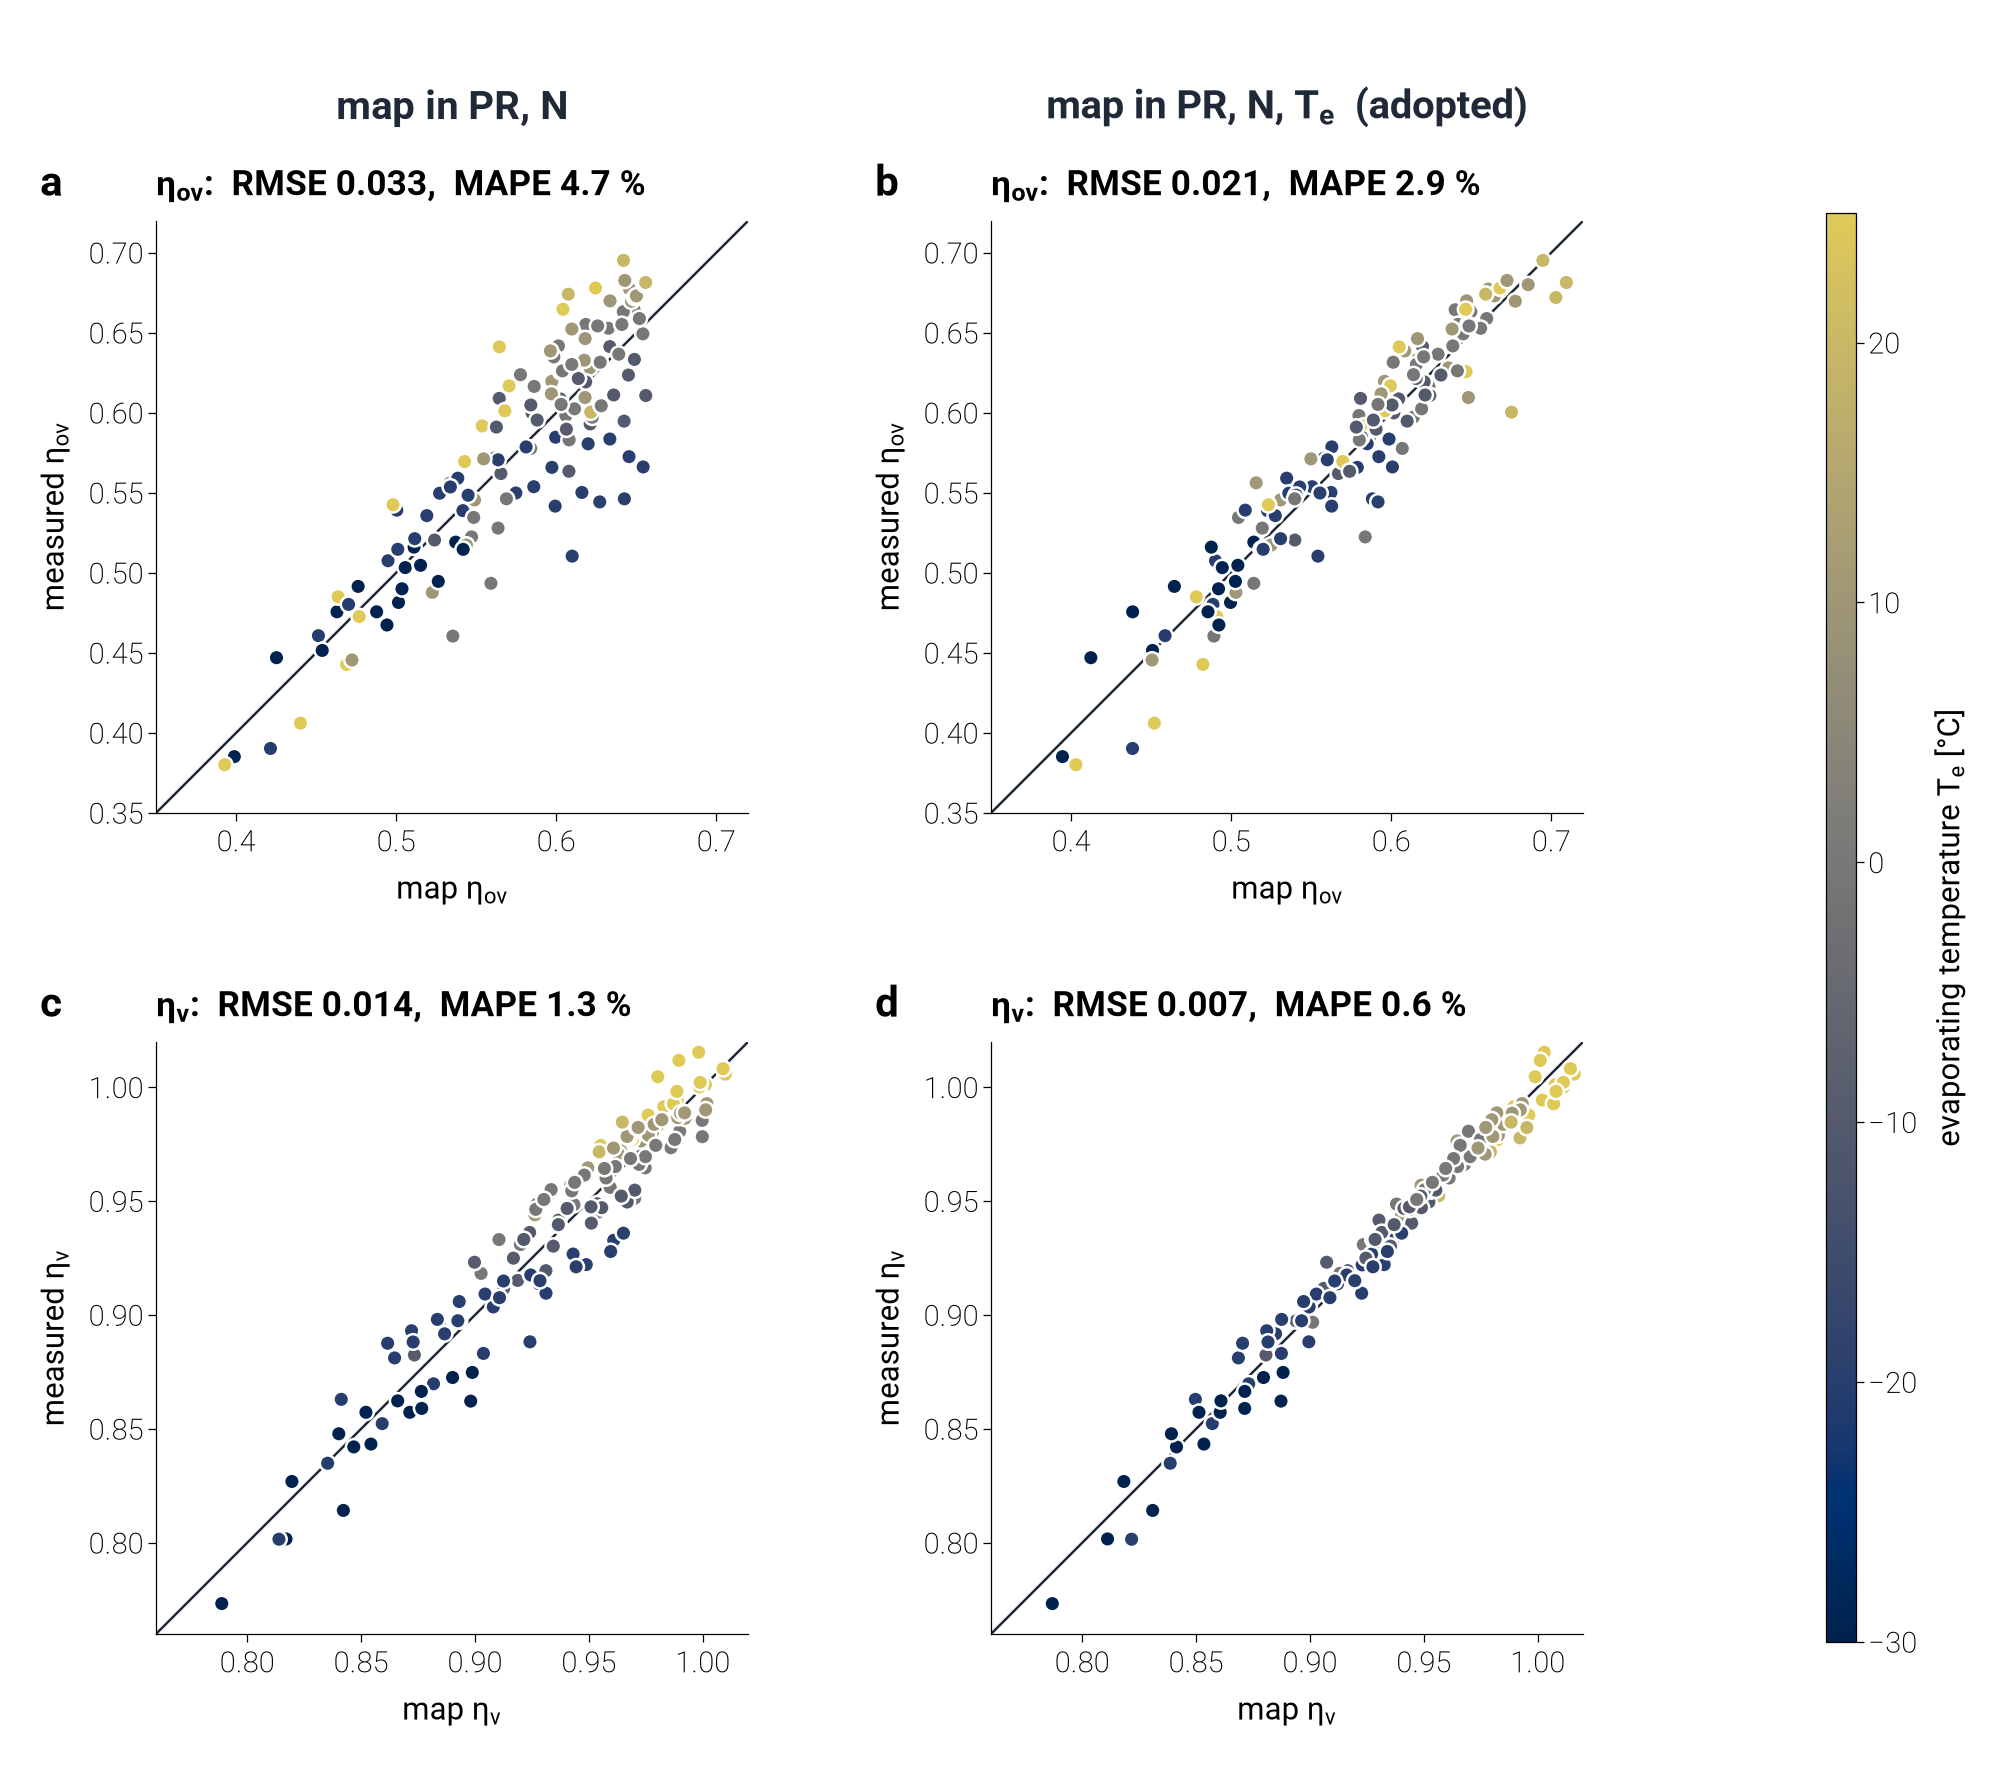 map in PR, N
map in PR, N, Te (adopted)
a
ηov: RMSE 0.033, MAPE 4.7 %
b
ηov: RMSE 0.021, MAPE 2.9 %
0.70
0.65
0.60
0.55
0.50
0.45
0.40
0.35
measured ηov
0.4 0.5 0.6 0.7
map ηov
0.70
0.65
0.60
0.55
0.50
0.45
0.40
0.35
measured ηov
0.4 0.5 0.6 0.7
map ηov
c
ηv: RMSE 0.014, MAPE 1.3 %
d
ηv: RMSE 0.007, MAPE 0.6 %
1.00
0.95
0.90
0.85
0.80
measured ηv
0.80 0.85 0.90 0.95 1.00
map ηv
1.00
0.95
0.90
0.85
0.80
measured ηv
0.80 0.85 0.90 0.95 1.00
map ηv
20
10
0
−10
−20
−30
evaporating temperature Te [°C]